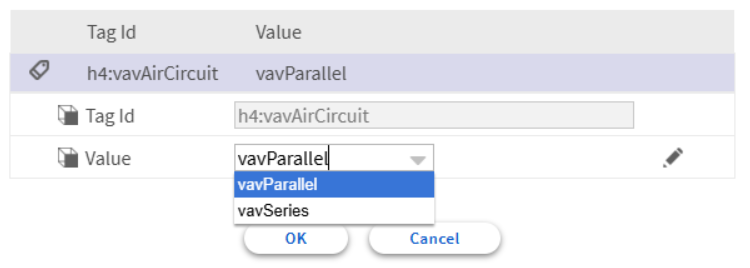 Tag Id Value
h4:vavAirCircuit vavParallel
Tag Id h4:vavAirCircuit
Value vavParallel
vavParallel
vavSeries
OK Cancel